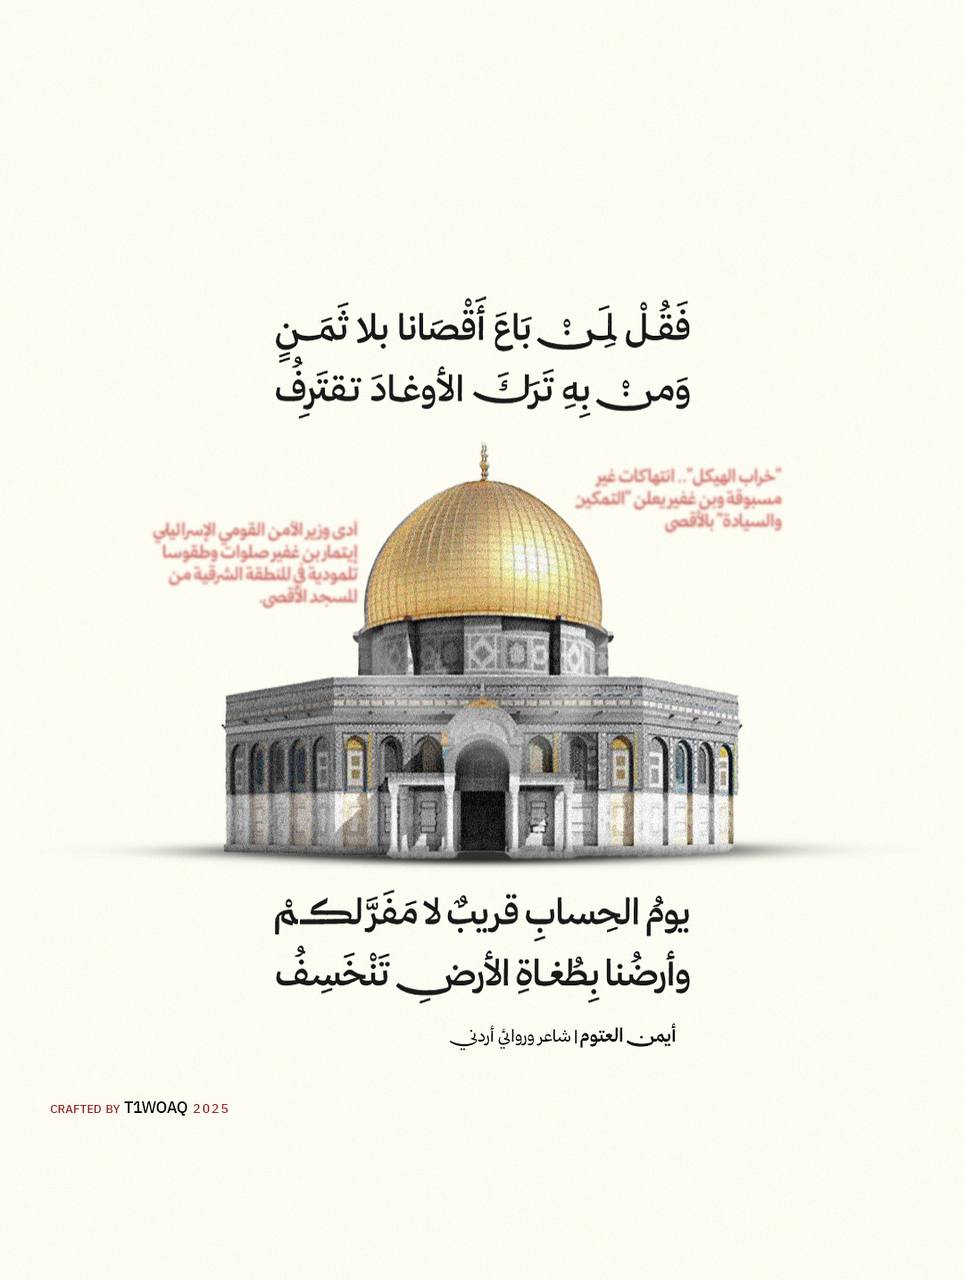 فَقُلْ لِمَنْ بَاعَ أَقْصَانا بلا ثَمَنٍ
وَمنْ بِهِ تَرَكَ الأوغادَ تقتَرِفُ
"خراب الهيكل".. انتهاكات غير
مسبوقة وبن غفير يعلن "التمكين
والسيادة" بالأقصى
أدى وزير الأمن القومي الإسرائيلي
إيتمار بن غفير صلوات وطقوسا
تلمودية في المنطقة الشرقية من
المسجد الأقصى.
يومُ الحِسابِ قريبٌ لا مَفَرَّ لكمْ
وأرضُنا بِطُغاةِ الأرضِ تَنْخَسِفُ
أيمن العتوم | شاعر وروائي أردني
CRAFTED BY T1WOAQ 2025